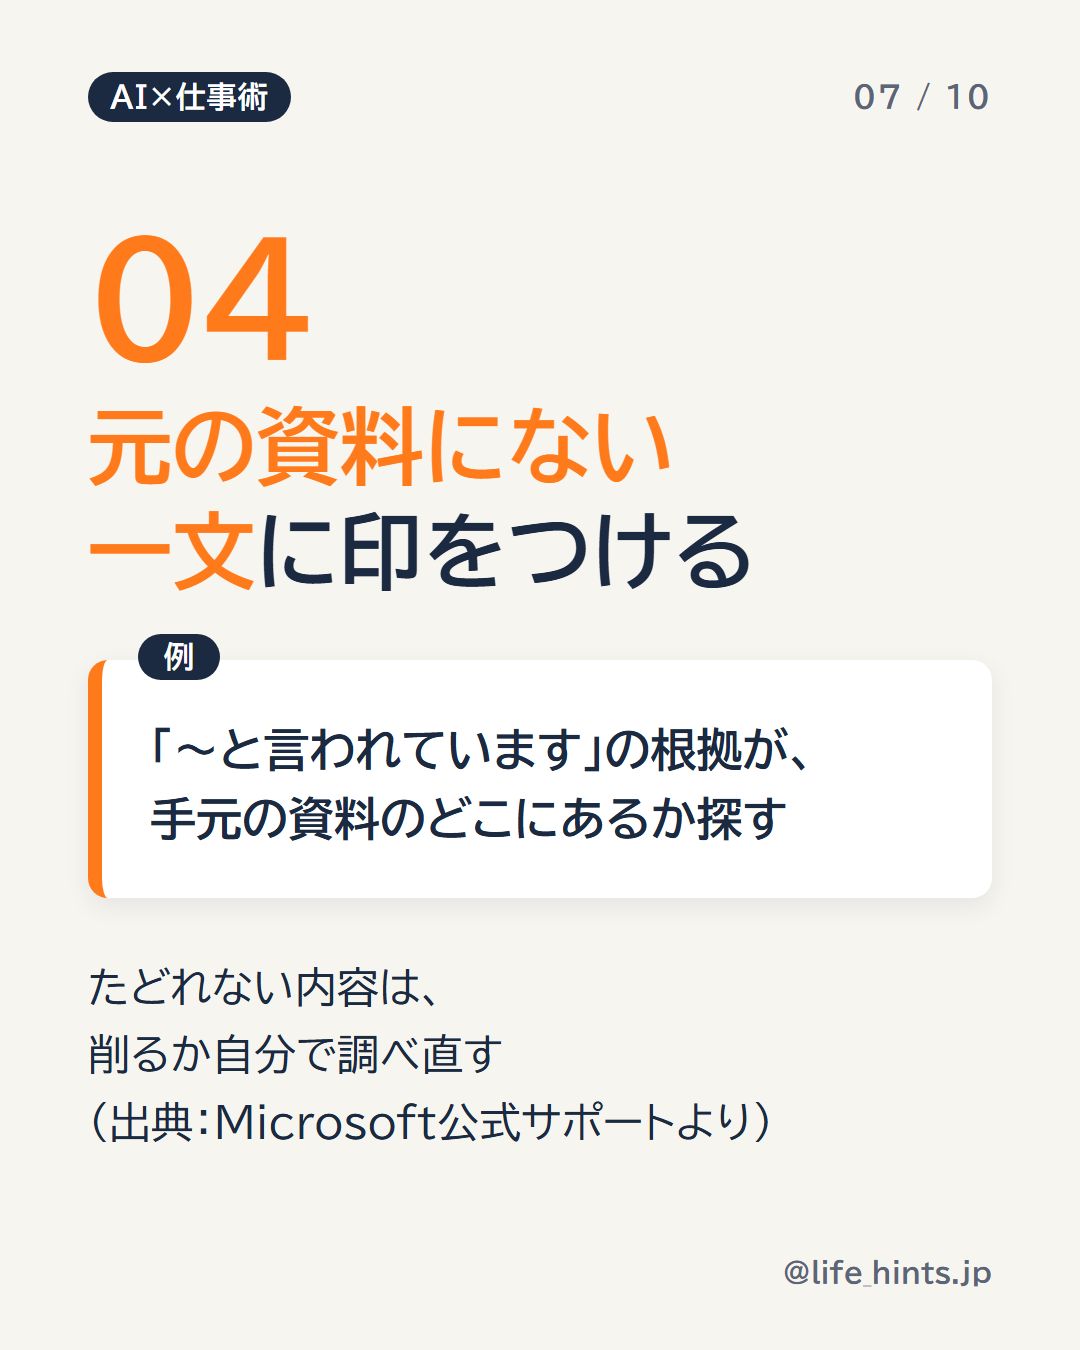 AI×仕事術
07 / 10
04
元の資料にない
一文に印をつける
例
「〜と言われています」の根拠が、
手元の資料のどこにあるか探す
たどれない内容は、
削るか自分で調べ直す
（出典：Microsoft公式サポートより）
@life_hints.jp